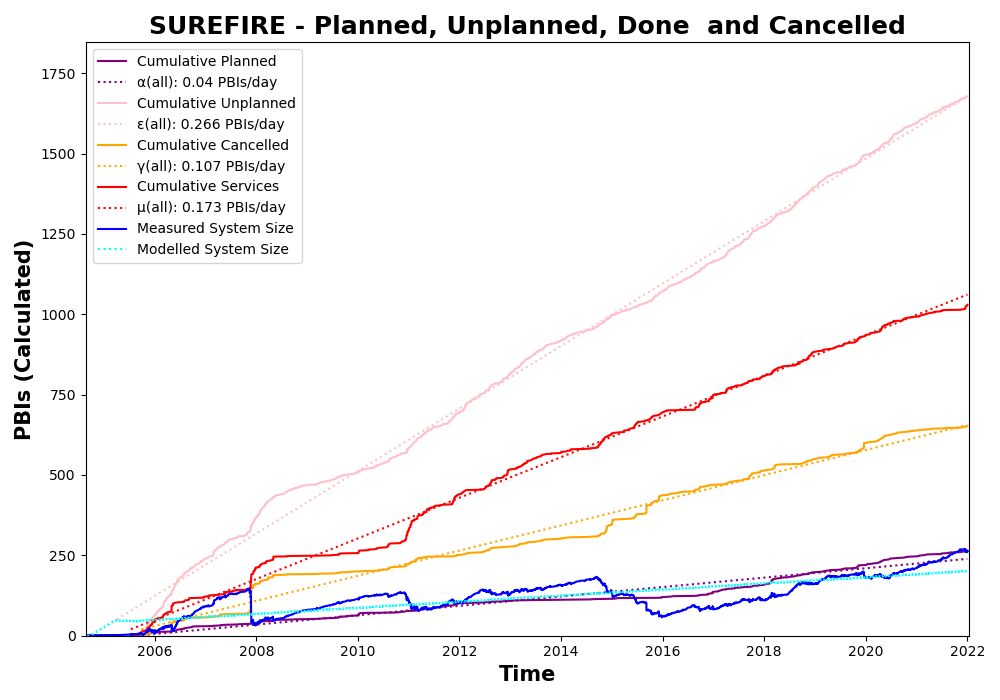 SUREFIRE - Planned, Unplanned, Done  and Cancelled
Cumulative Planned
α(all): 0.04 PBIs/day
Cumulative Unplanned
ε(all): 0.266 PBIs/day
Cumulative Cancelled
γ(all): 0.107 PBIs/day
Cumulative Services
μ(all): 0.173 PBIs/day
Measured System Size
Modelled System Size
PBIs (Calculated)
1750
1500
1250
1000
750
500
250
0
2006 2008 2010 2012 2014 2016 2018 2020 2022
Time